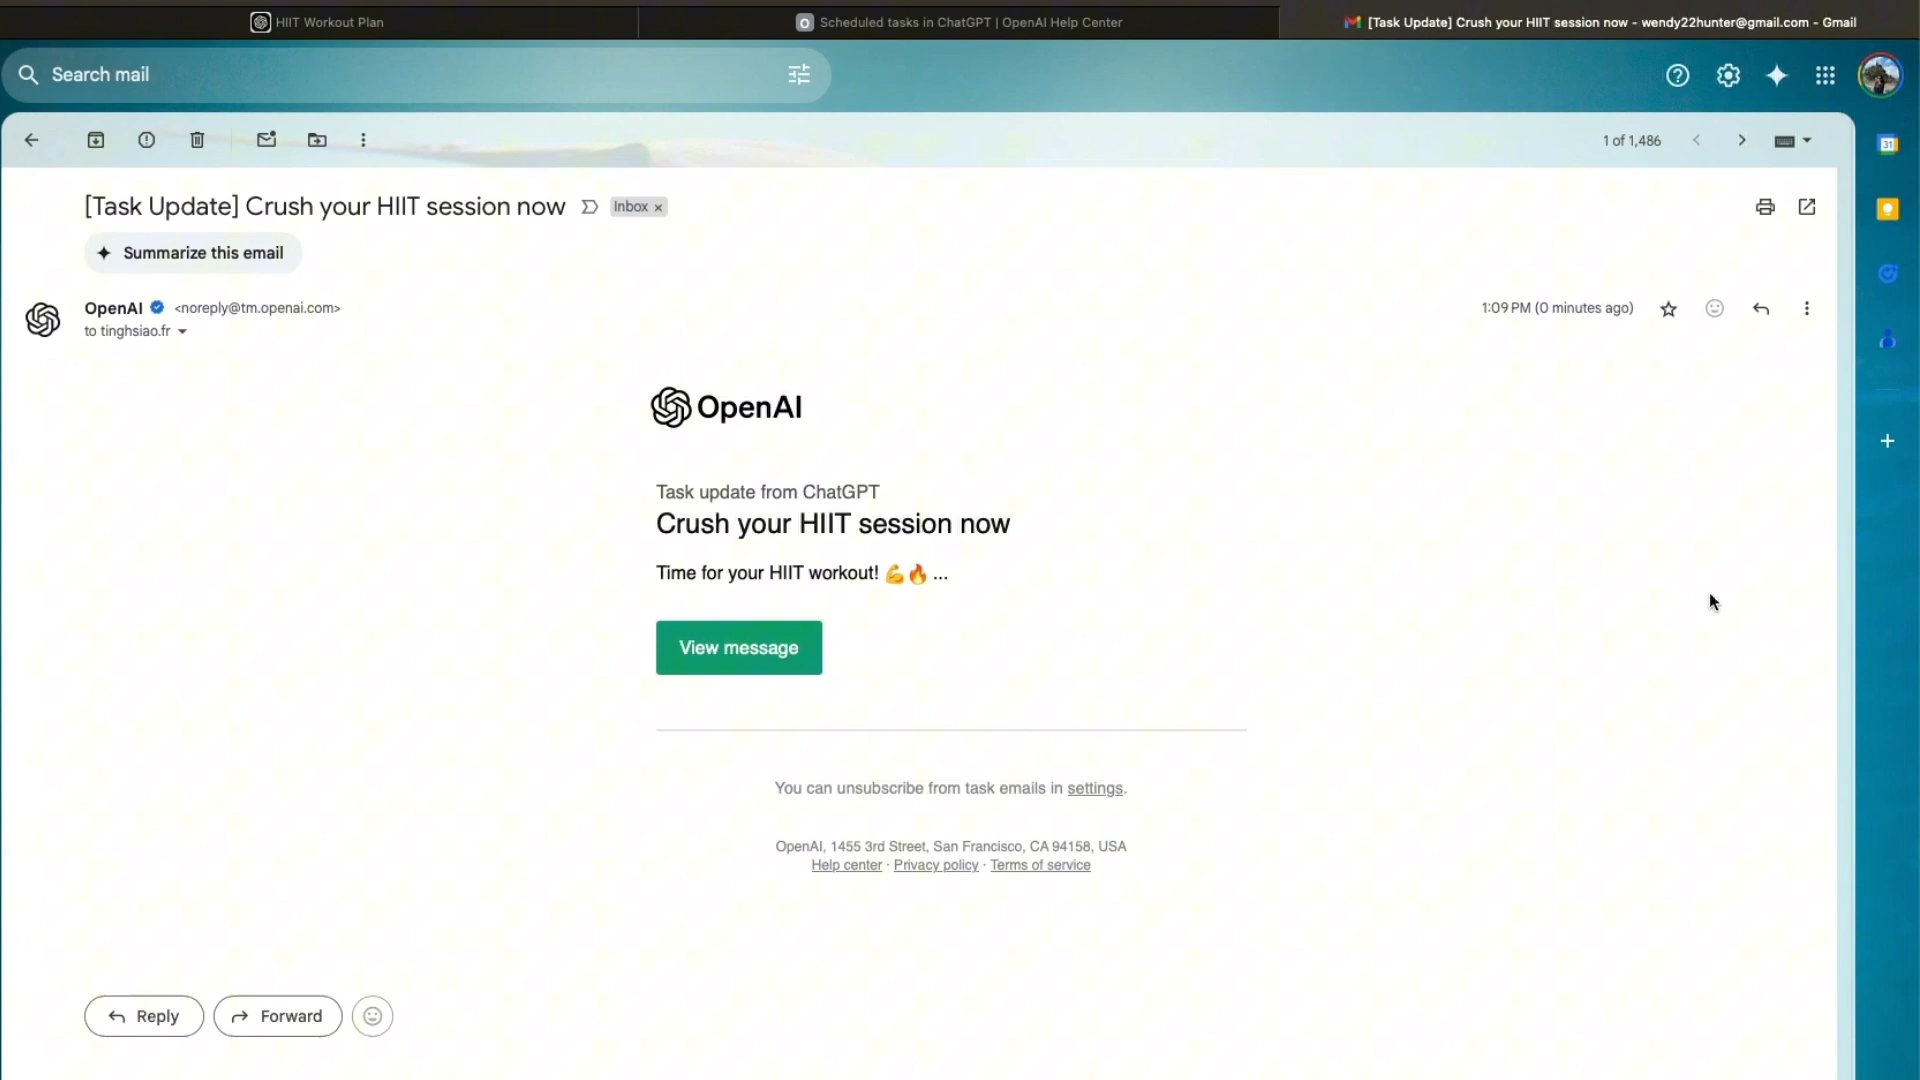 HIIT Workout Plan
Scheduled tasks in ChatGPT | OpenAI Help Center
[Task Update] Crush your HIIT session now - wendy22hunter@gmail.com - Gmail
Search mail
1 of 1,486
31
[Task Update] Crush your HIIT session now
Inbox ×
Summarize this email
OpenAI <noreply@tm.openai.com>
1:09 PM (0 minutes ago)
to tinghsiao.fr
OpenAI
Task update from ChatGPT
Crush your HIIT session now
Time for your HIIT workout! 💪🔥 ...
View message
You can unsubscribe from task emails in settings.
OpenAI, 1455 3rd Street, San Francisco, CA 94158, USA
Help center · Privacy policy · Terms of service
Reply
Forward